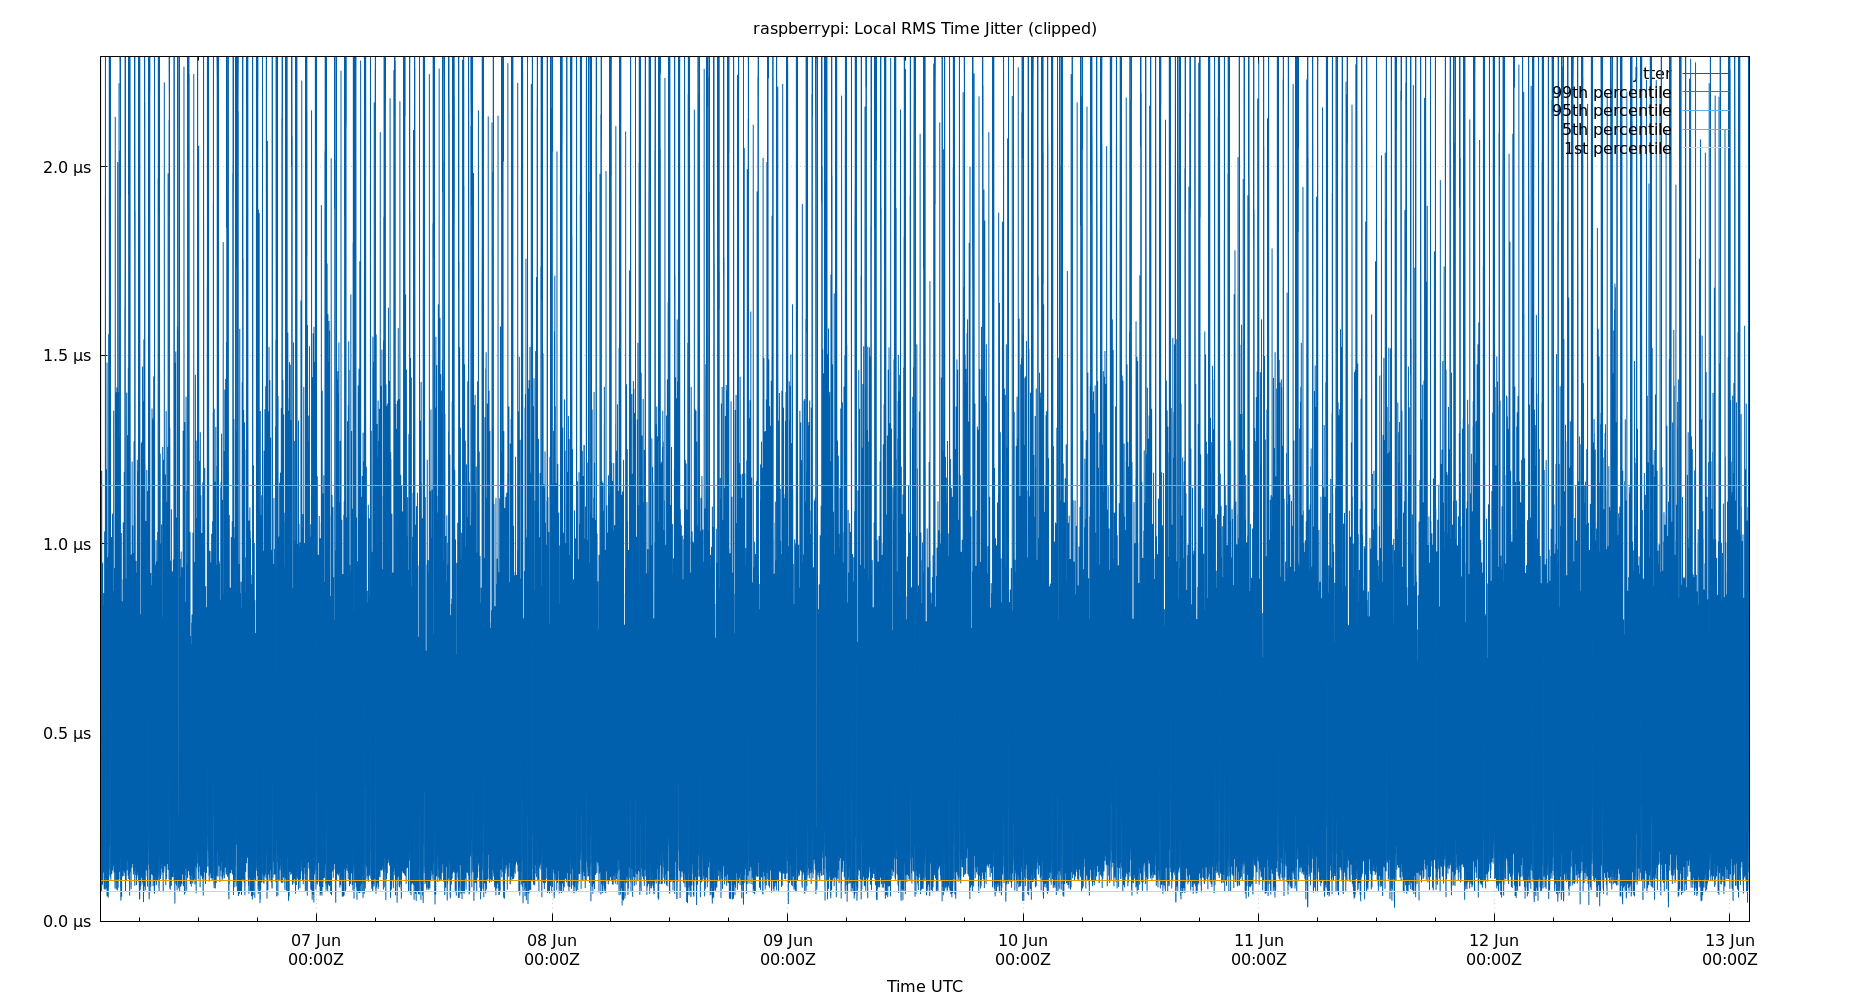 raspberrypi: Local RMS Time Jitter (clipped)
jitter
99th percentile
95th percentile
5th percentile
1st percentile
2.0 µs
1.5 µs
1.0 µs
0.5 µs
0.0 µs
07 Jun 08 Jun 09 Jun 10 Jun 11 Jun 12 Jun 13 Jun
00:00Z 00:00Z 00:00Z 00:00Z 00:00Z 00:00Z 00:00Z
Time UTC